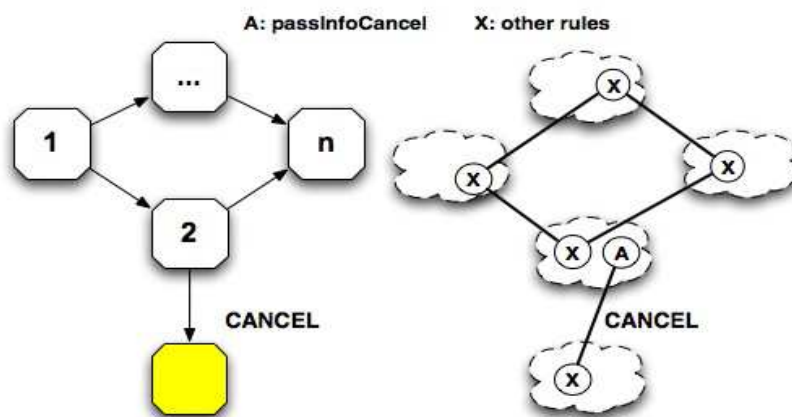 A: passInfoCancel X: other rules
...
1
n
2
CANCEL
X
X
X
X
A
CANCEL
X